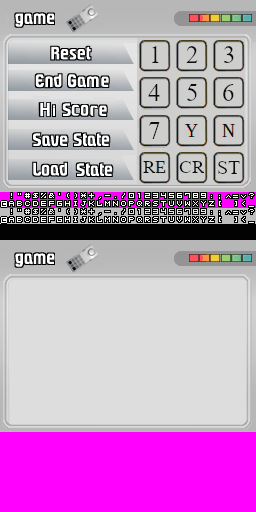 game
Reset
End Game
Hi Score
Save State
Load State
1 2 3
4 5 6
7 Y N
RE CR ST
!"#$%&'()*+,-./0123456789:;<=>?
@ABCDEFGHIJKLMNOPQRSTUVWXYZ[
!"#$%&'()*+,-./0123456789:;<=>?
@ABCDEFGHIJKLMNOPQRSTUVWXYZ[
game